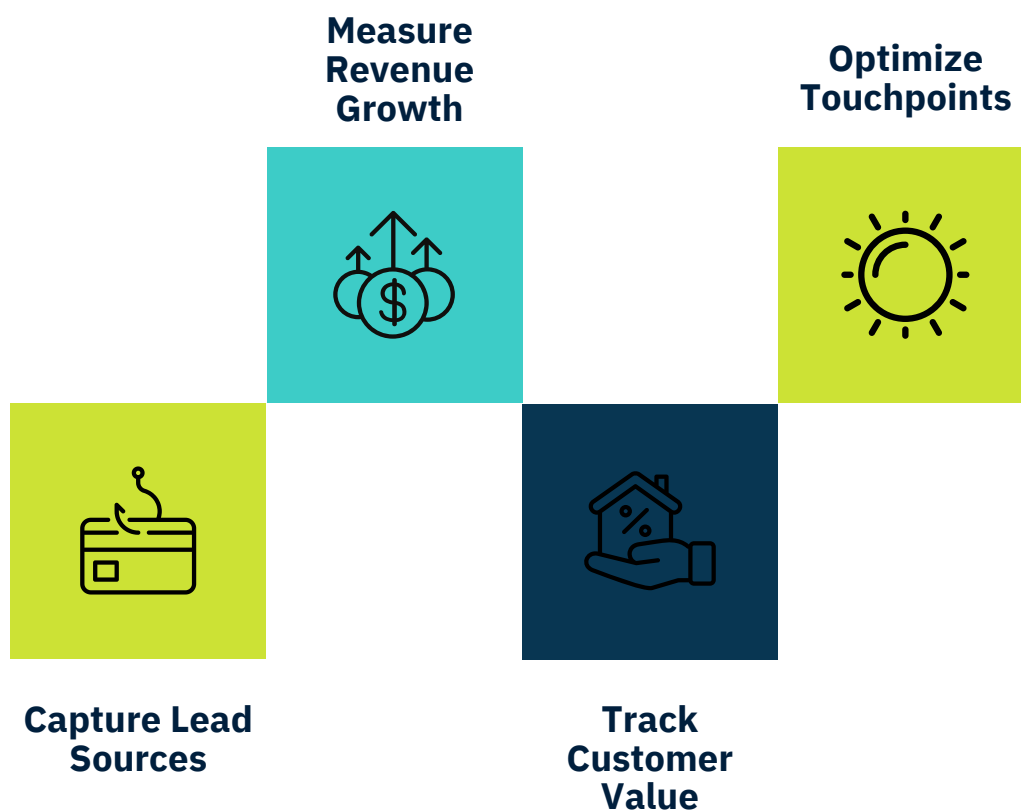 Measure
Revenue
Growth
Optimize
Touchpoints
$
%
Capture Lead
Sources
Track
Customer
Value